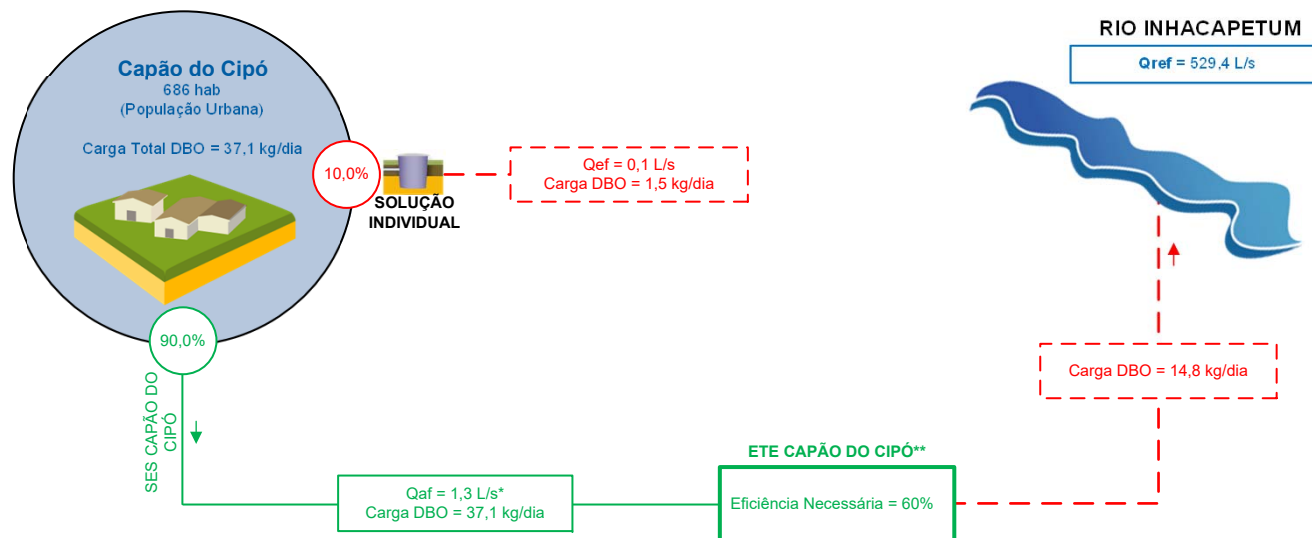 RIO INHACAPETUM
Qref = 529,4 L/s
Capão do Cipó
686 hab
(População Urbana)
Carga Total DBO = 37,1 kg/dia
10,0%
SOLUÇÃO
INDIVIDUAL
Qef = 0,1 L/s
Carga DBO = 1,5 kg/dia
90,0%
SES CAPÃO DO
CIPÓ
Qaf = 1,3 L/s*
Carga DBO = 37,1 kg/dia
ETE CAPÃO DO CIPÓ**
Eficiência Necessária = 60%
Carga DBO = 14,8 kg/dia